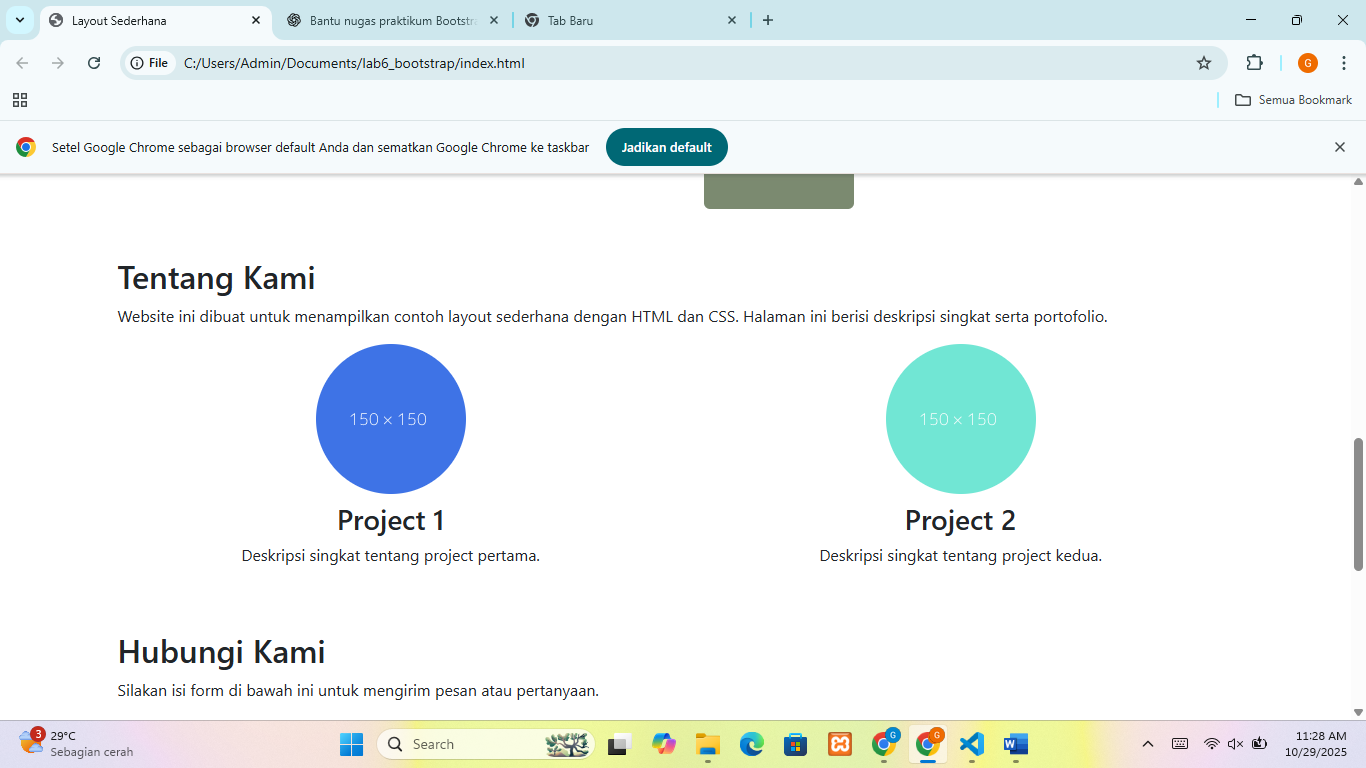 Layout Sederhana
Bantu nugas praktikum Bootstra
Tab Baru
File
C:/Users/Admin/Documents/lab6_bootstrap/index.html
G
Semua Bookmark
Setel Google Chrome sebagai browser default Anda dan sematkan Google Chrome ke taskbar
Jadikan default
Tentang Kami
Website ini dibuat untuk menampilkan contoh layout sederhana dengan HTML dan CSS. Halaman ini berisi deskripsi singkat serta portofolio.
150 × 150
150 × 150
Project 1
Project 2
Deskripsi singkat tentang project pertama.
Deskripsi singkat tentang project kedua.
Hubungi Kami
Silakan isi form di bawah ini untuk mengirim pesan atau pertanyaan.
3
29°C
Sebagian cerah
Search
G
G
11:28 AM
10/29/2025